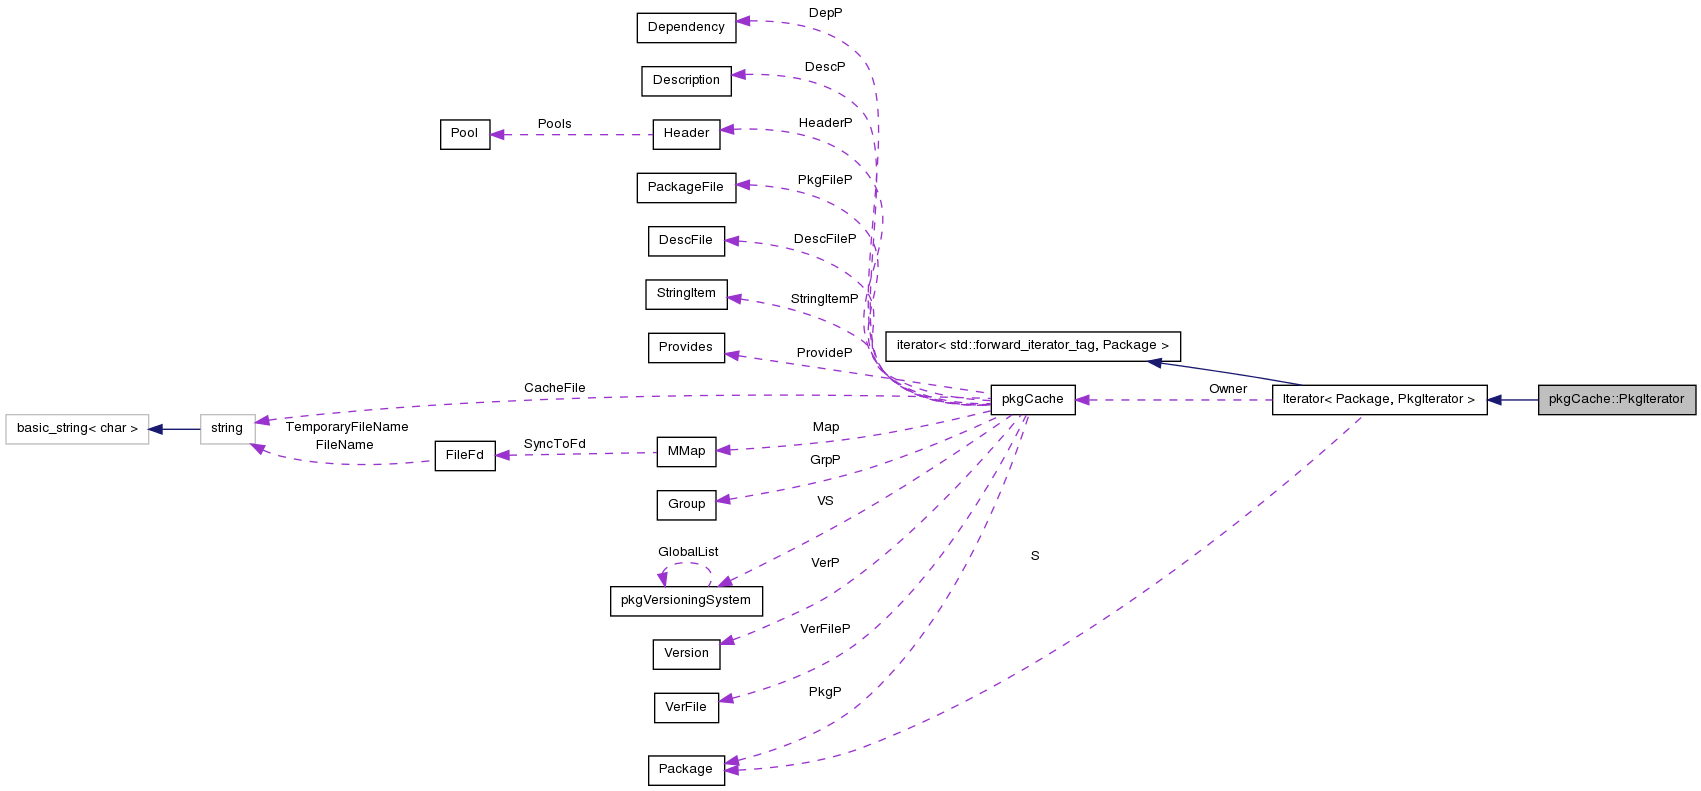 DepP
Dependency
DescP
Description
HeaderP
Pools
Pool
Header
PkgFileP
PackageFile
DescFileP
DescFile
StringItemP
StringItem
ProvideP
Provides
iterator< std::forward_iterator_tag, Package >
CacheFile
Owner
pkgCache
Iterator< Package, PkgIterator >
pkgCache::PkgIterator
basic_string< char >
string
TemporaryFileName
FileName
Map
SyncToFd
FileFd
MMap
GrpP
Group
VS
GlobalList
pkgVersioningSystem
S
VerP
Version
VerFileP
VerFile
PkgP
Package